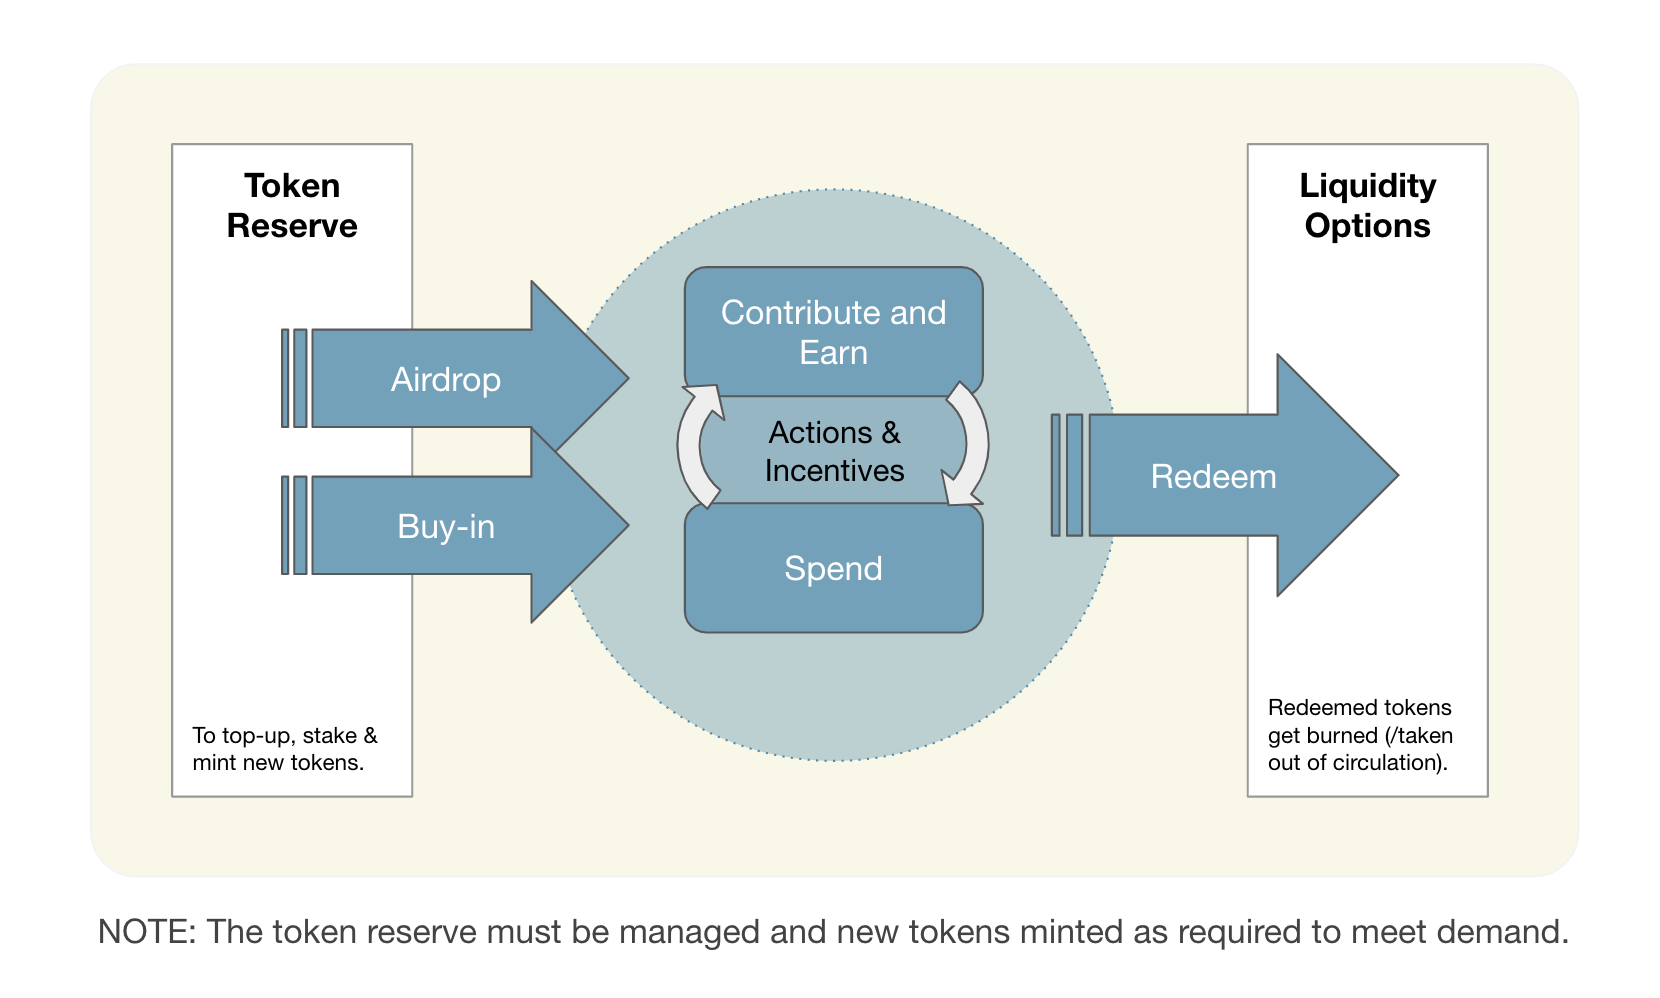 Token
Reserve
Airdrop
Buy-in
To top-up, stake &
mint new tokens.
Contribute and
Earn
Actions &
Incentives
Spend
Liquidity
Options
Redeem
Redeemed tokens
get burned (/taken
out of circulation).
NOTE: The token reserve must be managed and new tokens minted as required to meet demand.